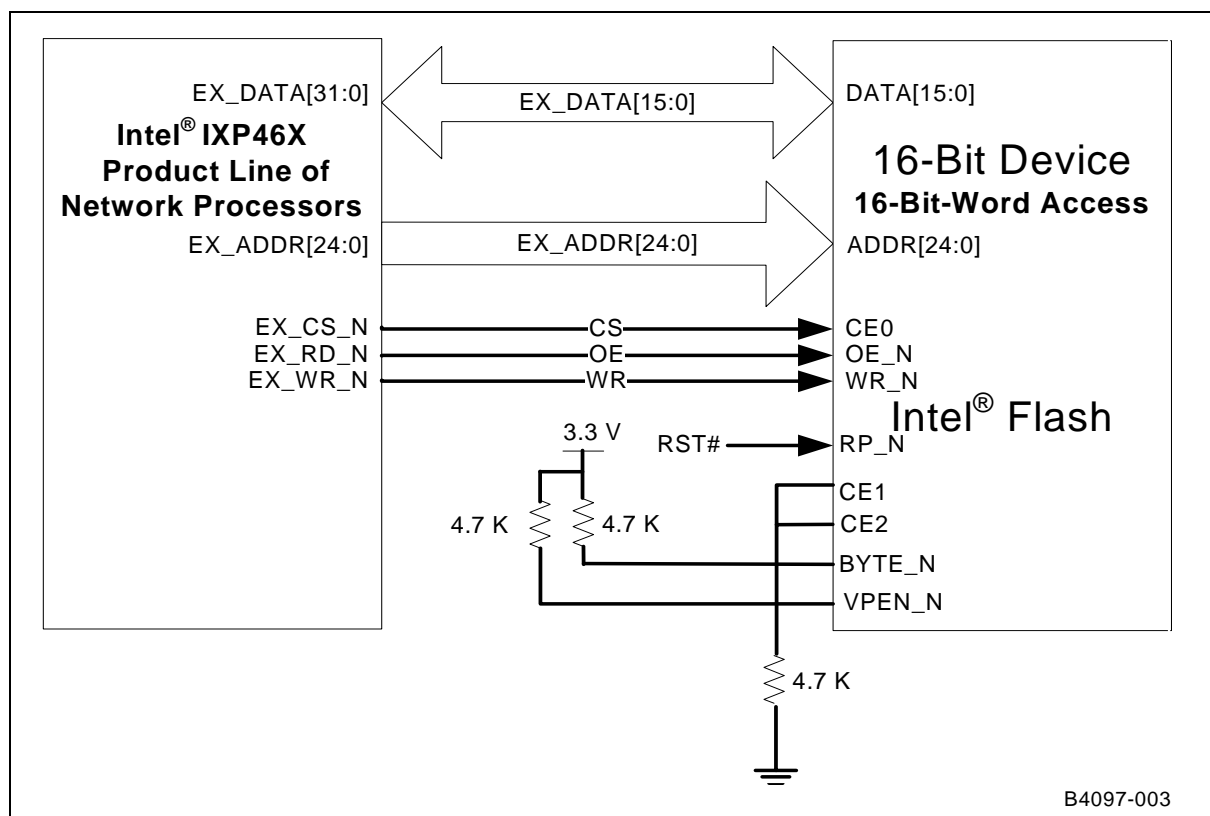 EX_DATA[31:0]
EX_DATA[15:0]
DATA[15:0]
Intel® IXP46X
Product Line of
Network Processors
16-Bit Device
16-Bit-Word Access
EX_ADDR[24:0]
EX_ADDR[24:0]
ADDR[24:0]
EX_CS_N
CS
CE0
EX_RD_N
OE
OE_N
EX_WR_N
WR
WR_N
Intel® Flash
3.3 V
RST#
RP_N
CE1
4.7 K
4.7 K
CE2
BYTE_N
VPEN_N
4.7 K
B4097-003